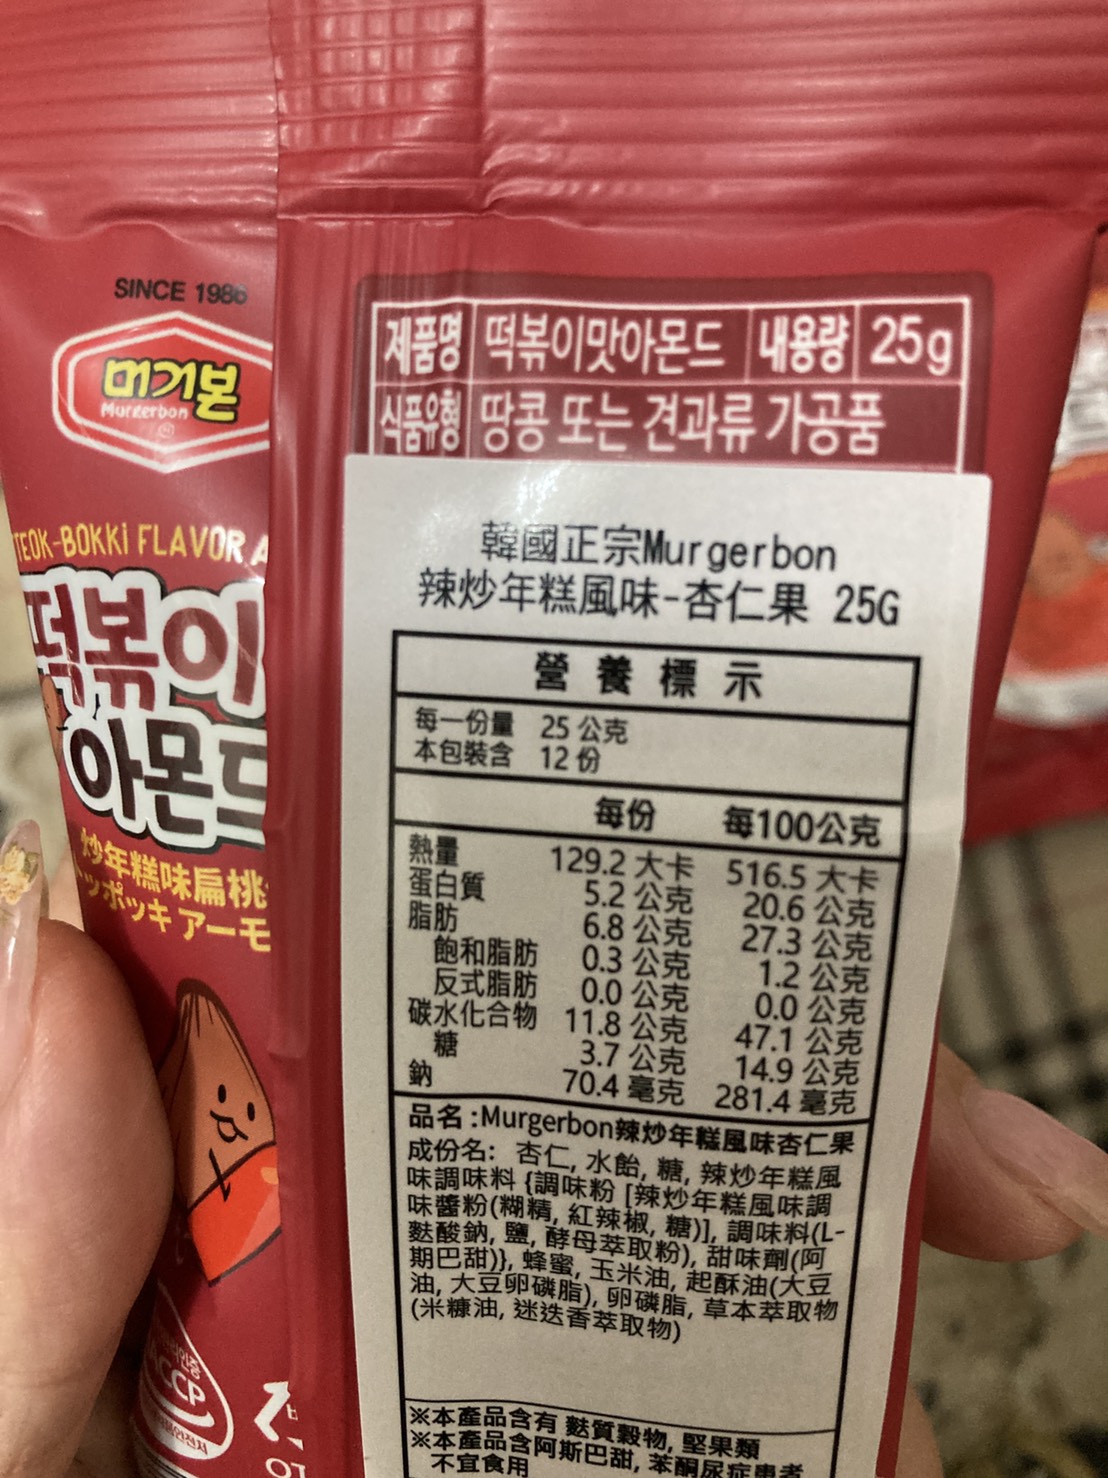 SINCE 1986
머거본
Murgerbon
TEOK-BOKKi FLAVOR A
떡볶이
아몬드
炒年糕味扁桃
ッポッキ アーモ
제품명 떡볶이맛아몬드 내용량 25g
식품유형 땅콩 또는 견과류 가공품
韓國正宗Murgerbon
辣炒年糕風味-杏仁果 25G
營養標示
每一份量 25公克
本包裝含 12份
每份 每100公克
熱量 129.2 大卡 516.5 大卡
蛋白質 5.2 公克 20.6 公克
脂肪 6.8 公克 27.3 公克
飽和脂肪 0.3 公克 1.2 公克
反式脂肪 0.0 公克 0.0 公克
碳水化合物 11.8 公克 47.1 公克
糖 3.7 公克 14.9 公克
鈉 70.4 毫克 281.4 毫克
品名:Murgerbon辣炒年糕風味杏仁果
成份名: 杏仁, 水飴, 糖, 辣炒年糕風
味調味料 {調味粉 [辣炒年糕風味調
味醬粉(糊精, 紅辣椒, 糖)], 調味料(L-
麩酸鈉, 鹽, 酵母萃取粉), 甜味劑(阿
期巴甜)}, 蜂蜜, 玉米油, 起酥油(大豆
油, 大豆卵磷脂), 卵磷脂, 草本萃取物
(米糠油, 迷迭香萃取物)
※本產品含有 麩質穀物, 堅果類
※本產品含阿斯巴甜, 苯酮尿症患者
不宜食用